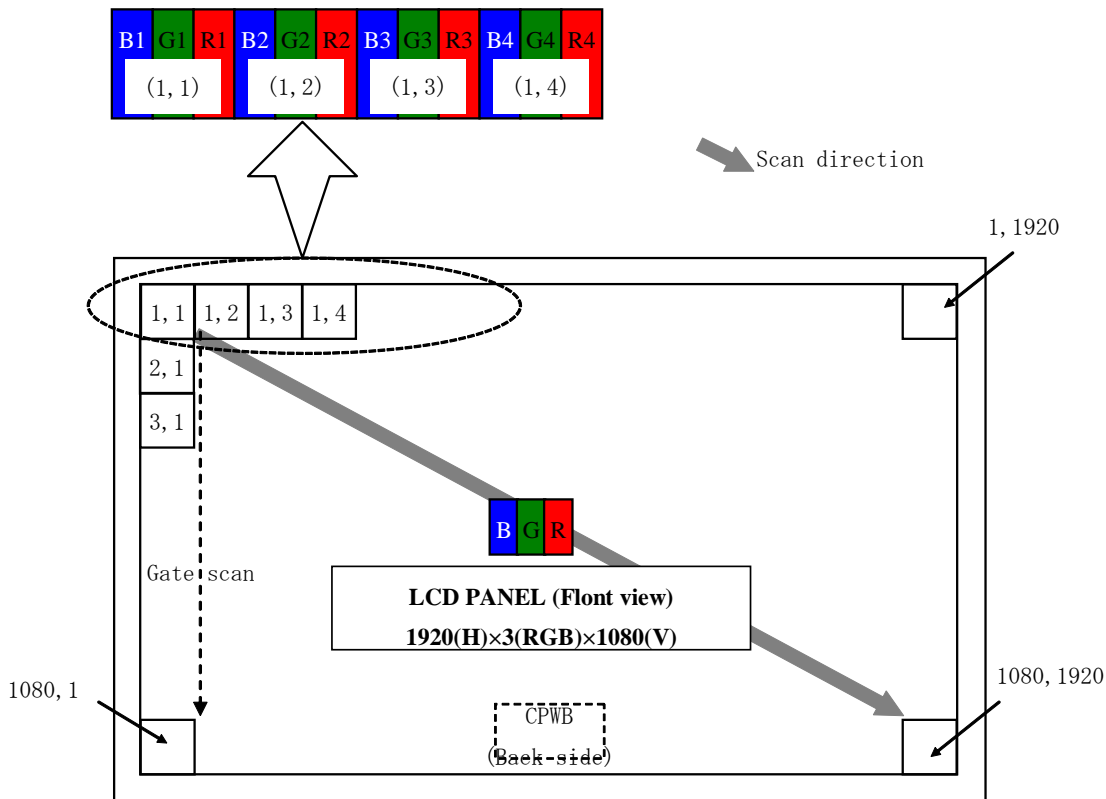 B1 G1 R1 B2 G2 R2 B3 G3 R3 B4 G4 R4
(1, 1) (1, 2) (1, 3) (1, 4)
Scan direction
1, 1920
1, 1 1, 2 1, 3 1, 4
2, 1
3, 1
B G R
Gate scan
LCD PANEL (Flont view)
1920(H)×3(RGB)×1080(V)
1080, 1
1080, 1920
CPWB
(Back side)